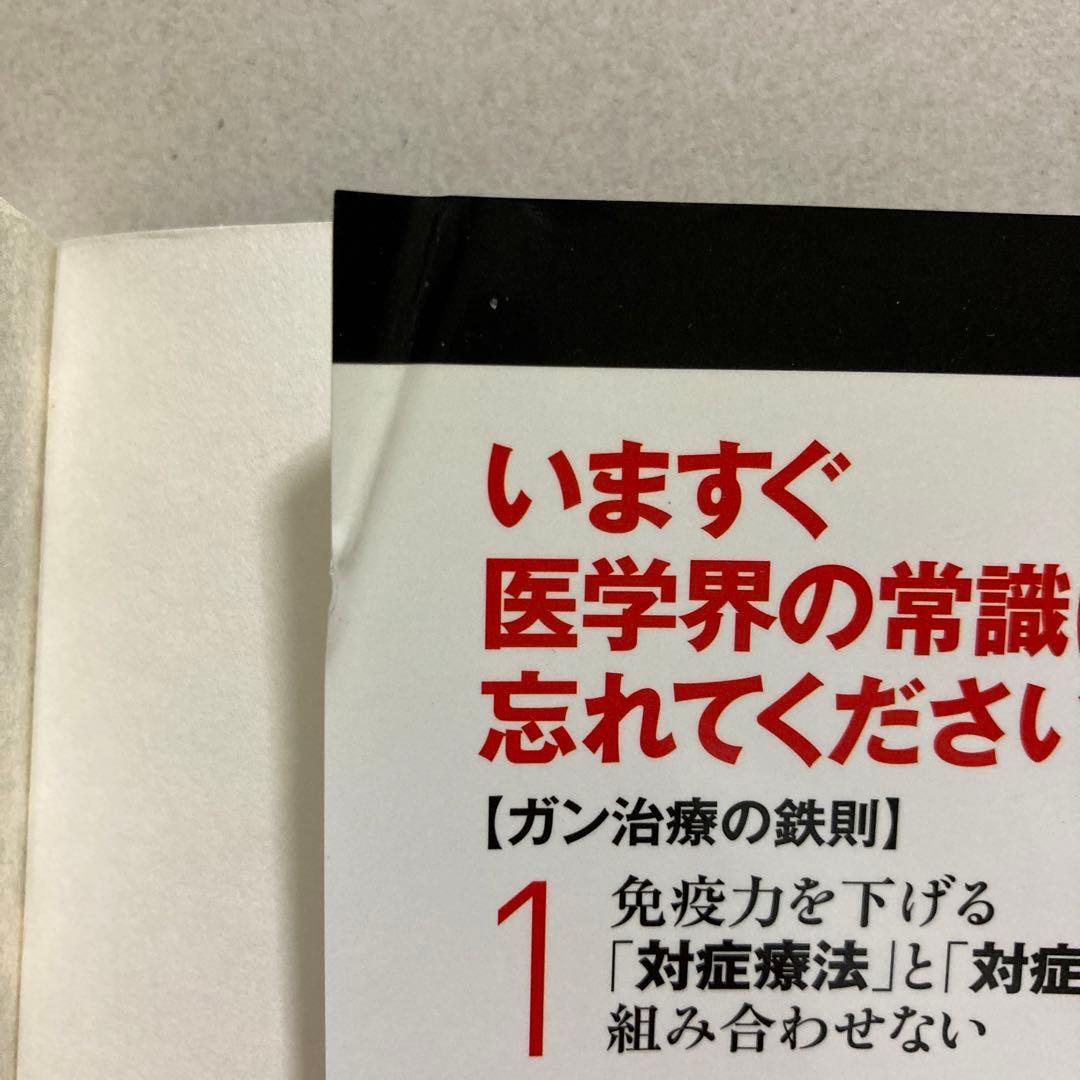 いますぐ
医学界の常識
忘れてください
【ガン治療の鉄則】
1
免疫力を下げる
「対症療法」と「対症
組み合わせない